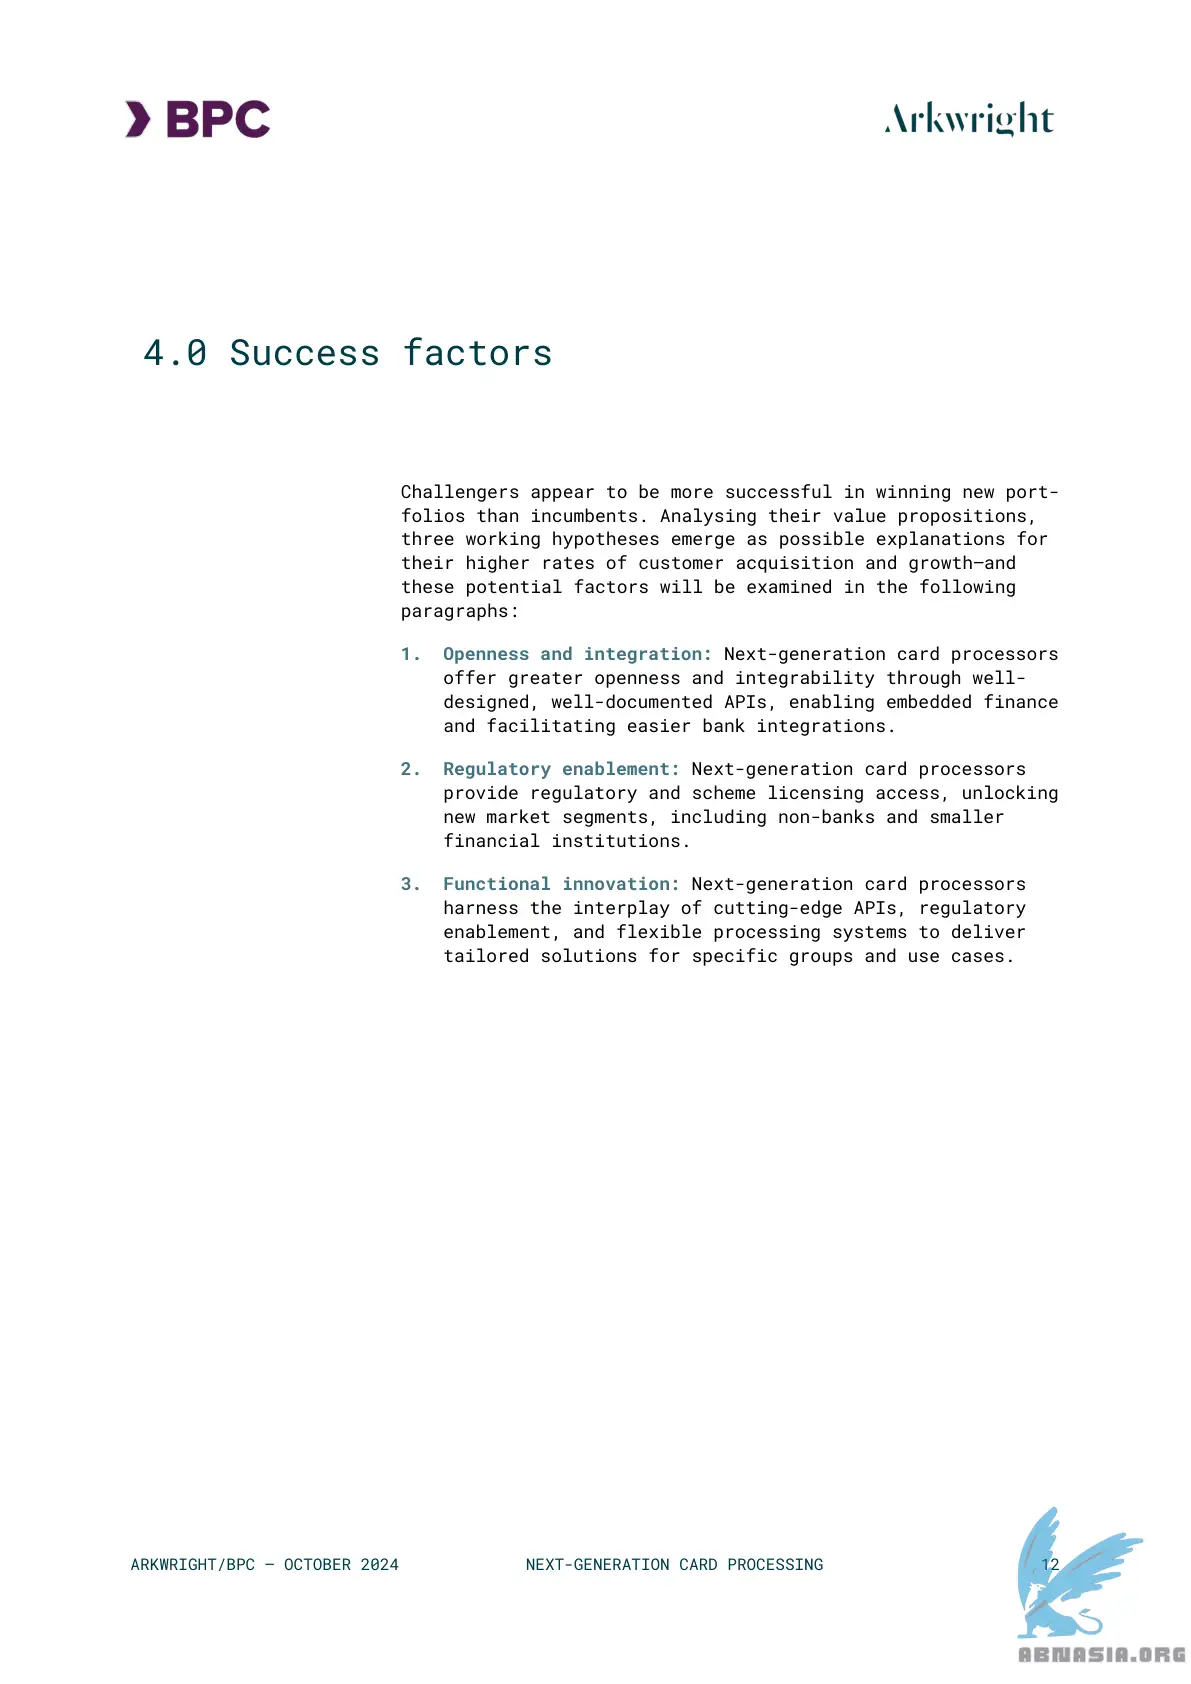 BPC
Arkwright
4.0 Success factors
Challengers appear to be more successful in winning new port-
folios than incumbents. Analysing their value propositions,
three working hypotheses emerge as possible explanations for
their higher rates of customer acquisition and growth—and
these potential factors will be examined in the following
paragraphs:
1. Openness and integration: Next-generation card processors
offer greater openness and integrability through well-
designed, well-documented APIs, enabling embedded finance
and facilitating easier bank integrations.
2. Regulatory enablement: Next-generation card processors
provide regulatory and scheme licensing access, unlocking
new market segments, including non-banks and smaller
financial institutions.
3. Functional innovation: Next-generation card processors
harness the interplay of cutting-edge APIs, regulatory
enablement, and flexible processing systems to deliver
tailored solutions for specific groups and use cases.
ARKWRIGHT/BPC — OCTOBER 2024
NEXT-GENERATION CARD PROCESSING
12
ABNASIA.ORG